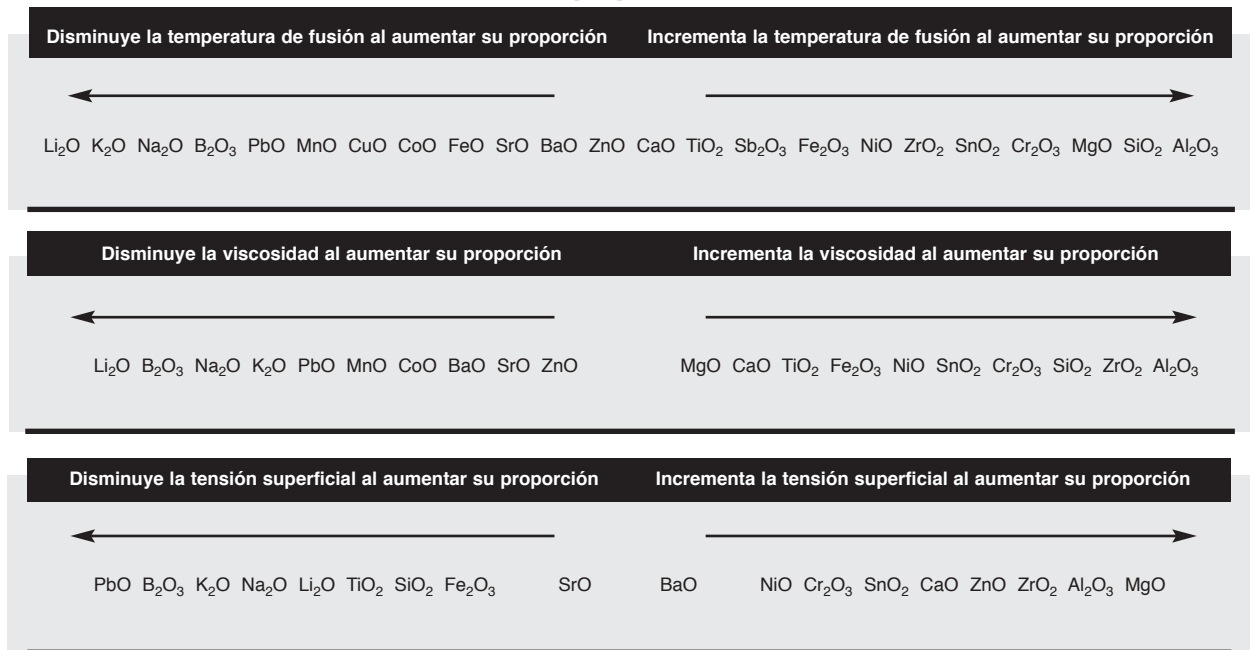 Disminuye la temperatura de fusión al aumentar su proporción Incrementa la temperatura de fusión al aumentar su proporción
Li₂O K₂O Na₂O B₂O₃ PbO MnO CuO CoO FeO SrO BaO ZnO CaO TiO₂ Sb₂O₃ Fe₂O₃ NiO ZrO₂ SnO₂ Cr₂O₃ MgO SiO₂ Al₂O₃
Disminuye la viscosidad al aumentar su proporción Incrementa la viscosidad al aumentar su proporción
Li₂O B₂O₃ Na₂O K₂O PbO MnO CoO BaO SrO ZnO MgO CaO TiO₂ Fe₂O₃ NiO SnO₂ Cr₂O₃ SiO₂ ZrO₂ Al₂O₃
Disminuye la tensión superficial al aumentar su proporción Incrementa la tensión superficial al aumentar su proporción
PbO B₂O₃ K₂O Na₂O Li₂O TiO₂ SiO₂ Fe₂O₃ SrO BaO NiO Cr₂O₃ SnO₂ CaO ZnO ZrO₂ Al₂O₃ MgO